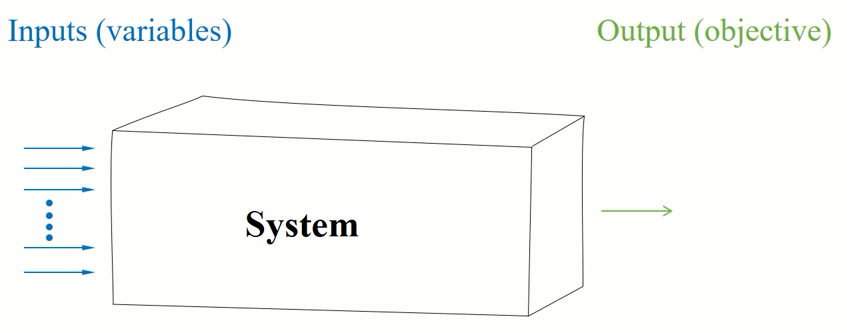 Inputs (variables)
Output (objective)
System